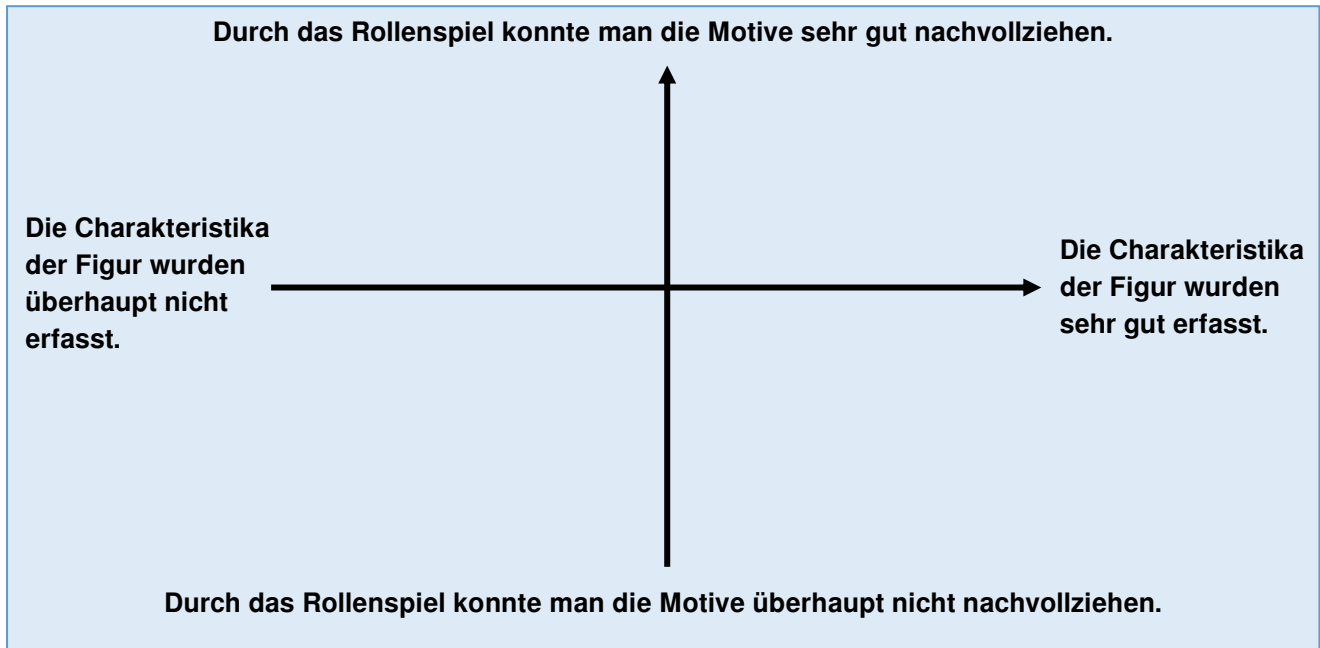 Durch das Rollenspiel konnte man die Motive sehr gut nachvollziehen.
Die Charakteristika
der Figur wurden
überhaupt nicht
erfasst.
Die Charakteristika
der Figur wurden
sehr gut erfasst.
Durch das Rollenspiel konnte man die Motive überhaupt nicht nachvollziehen.